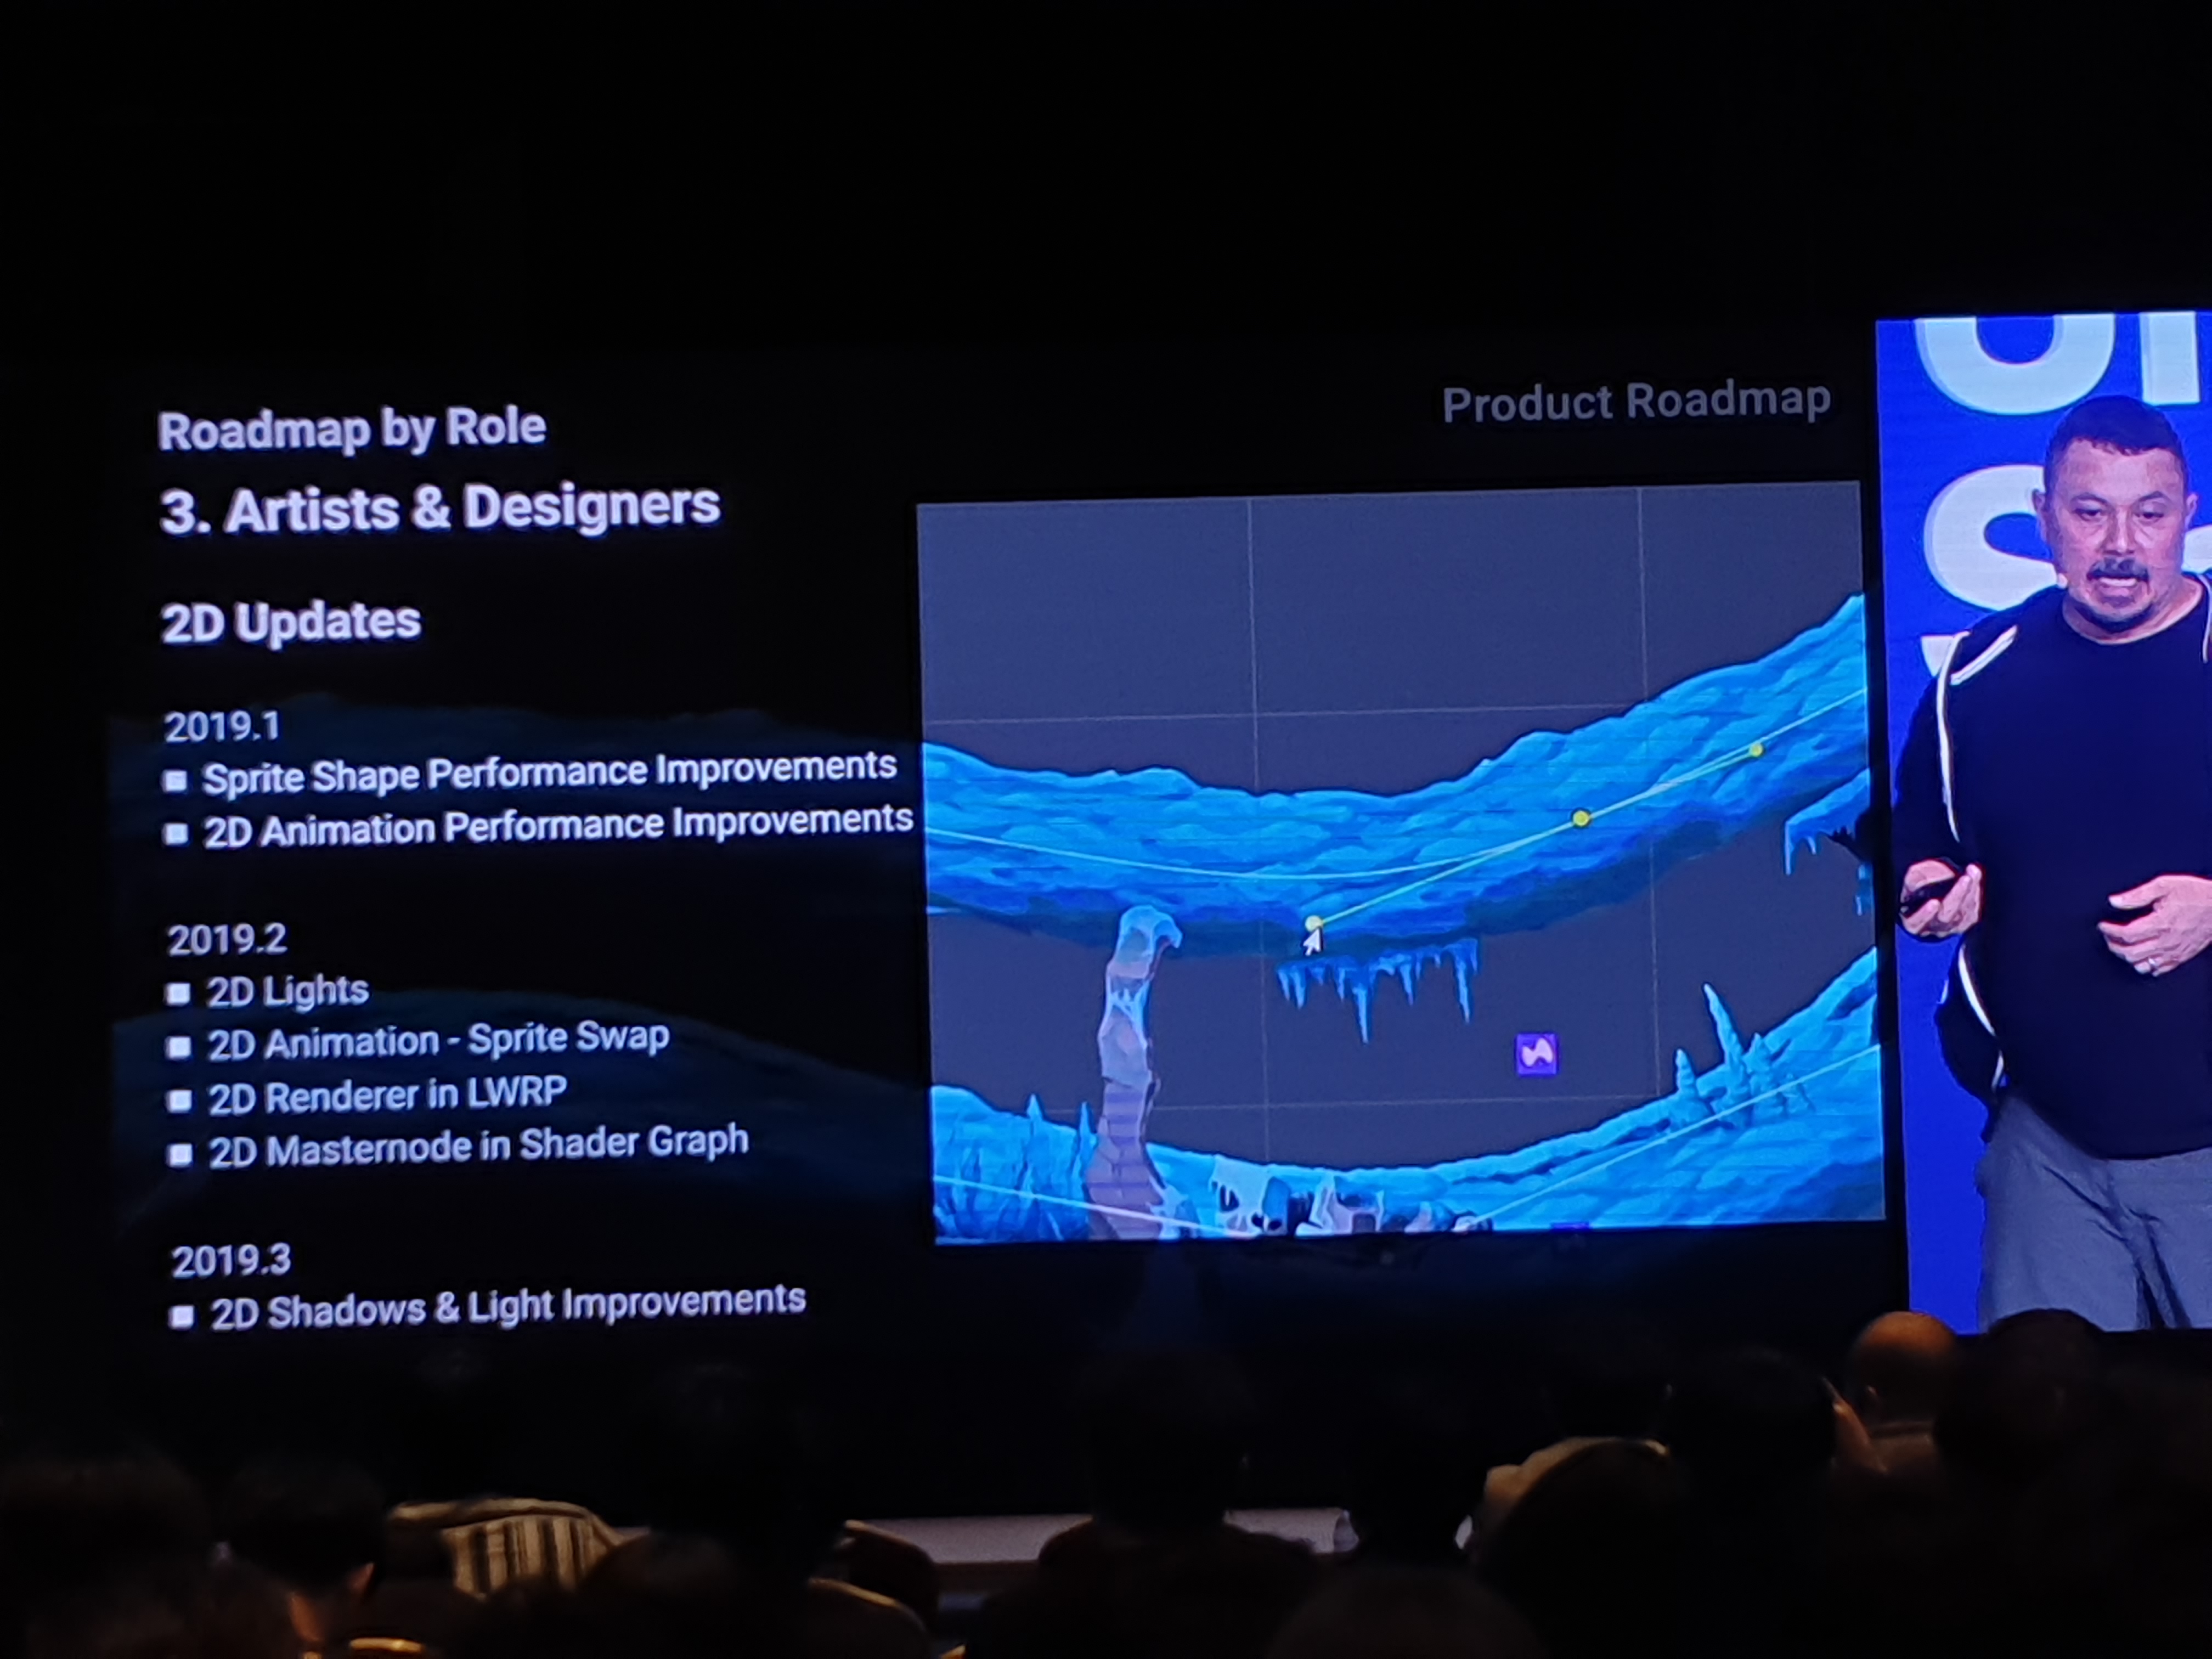 Product Roadmap
Roadmap by Role
3. Artists & Designers
2D Updates
2019.1
Sprite Shape Performance Improvements
2D Animation Performance Improvements
2019.2
2D Lights
2D Animation - Sprite Swap
2D Renderer in LWRP
2D Masternode in Shader Graph
2019.3
2D Shadows & Light Improvements